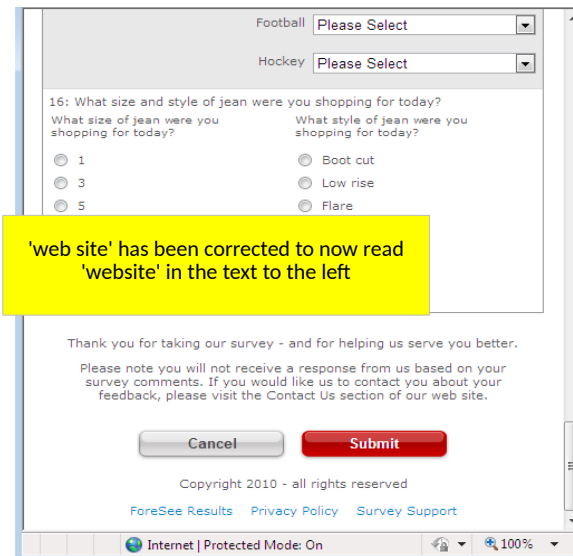 Football Please Select
Hockey Please Select
16: What size and style of jean were you shopping for today?
What size of jean were you
shopping for today?
1
3
5
What style of jean were you
shopping for today?
Boot cut
Low rise
Flare
'web site' has been corrected to now read
'website' in the text to the left
Thank you for taking our survey - and for helping us serve you better.
Please note you will not receive a response from us based on your
survey comments. If you would like us to contact you about your
feedback, please visit the Contact Us section of our web site.
Cancel Submit
Copyright 2010 - all rights reserved
ForeSee Results Privacy Policy Survey Support
Internet | Protected Mode: On 100%